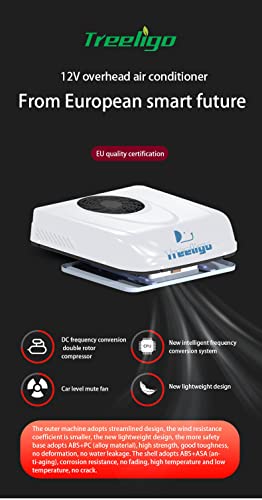 Treeligo
12V overhead air conditioner
From European smart future
EU quality certification
Treeligo
DC frequency conversion
double rotor
compressor
CPU
New intelligent frequency
conversion system
Car level mute fan
New lightweight design
The outer machine adopts streamlined design, the wind resistance
coefficient is smaller, the new lightweight design, the more safety
base adopts ABS+PC (alloy material), high strength, good toughness,
no deformation, no water leakage. The shell adopts ABS+ASA (an-
ti-aging), corrosion resistance, no fading, high temperature and low
temperature, no crack.